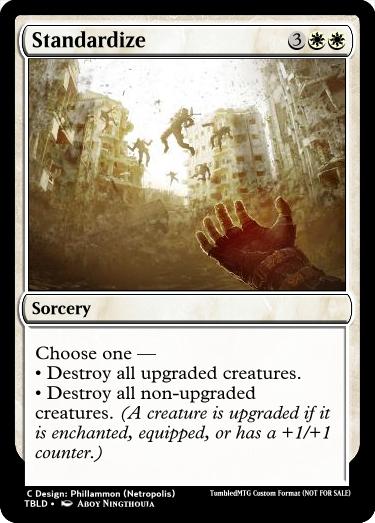 Standardize 3
Sorcery
Choose one —
• Destroy all upgraded creatures.
• Destroy all non-upgraded
creatures. (A creature is upgraded if it
is enchanted, equipped, or has a +1/+1
counter.)
C Design: Phillammon (Netropolis)
TumbledMTG Custom Format (NOT FOR SALE)
TBLD • Aboy Ningthouja